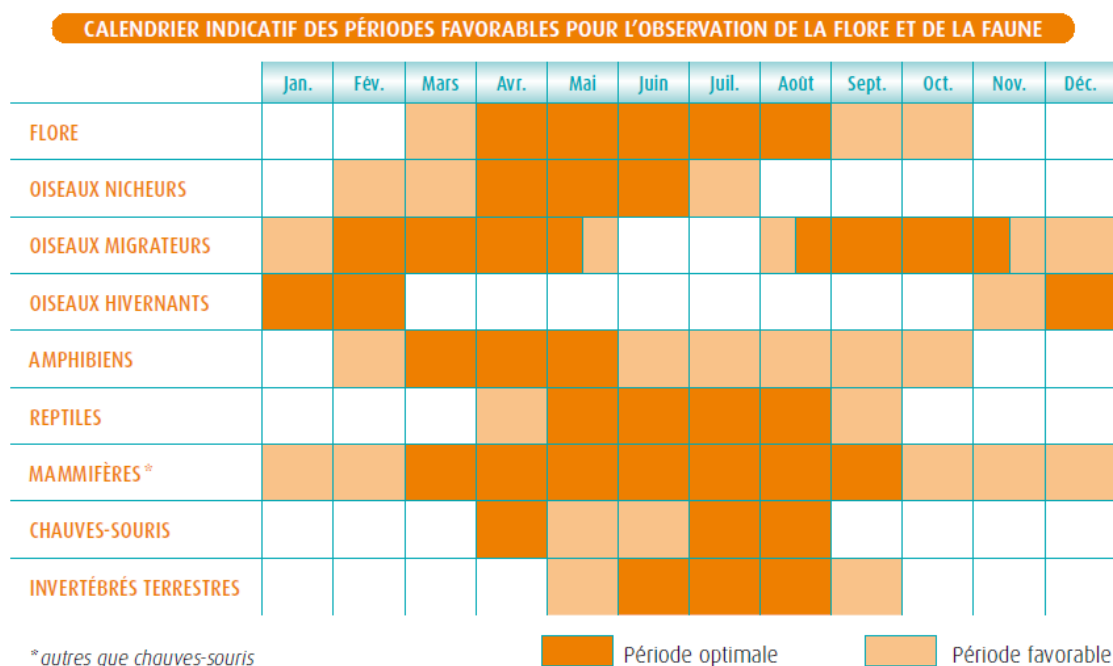 CALENDRIER INDICATIF DES PÉRIODES FAVORABLES POUR L'OBSERVATION DE LA FLORE ET DE LA FAUNE
Jan. Fév. Mars Avr. Mai Juin Juil. Août Sept. Oct. Nov. Déc.
FLORE
OISEAUX NICHEURS
OISEAUX MIGRATEURS
OISEAUX HIVERNANTS
AMPHIBIENS
REPTILES
MAMMIFÈRES*
CHAUVES-SOURIS
INVERTÉBRÉS TERRESTRES
* autres que chauves-souris Période optimale Période favorable